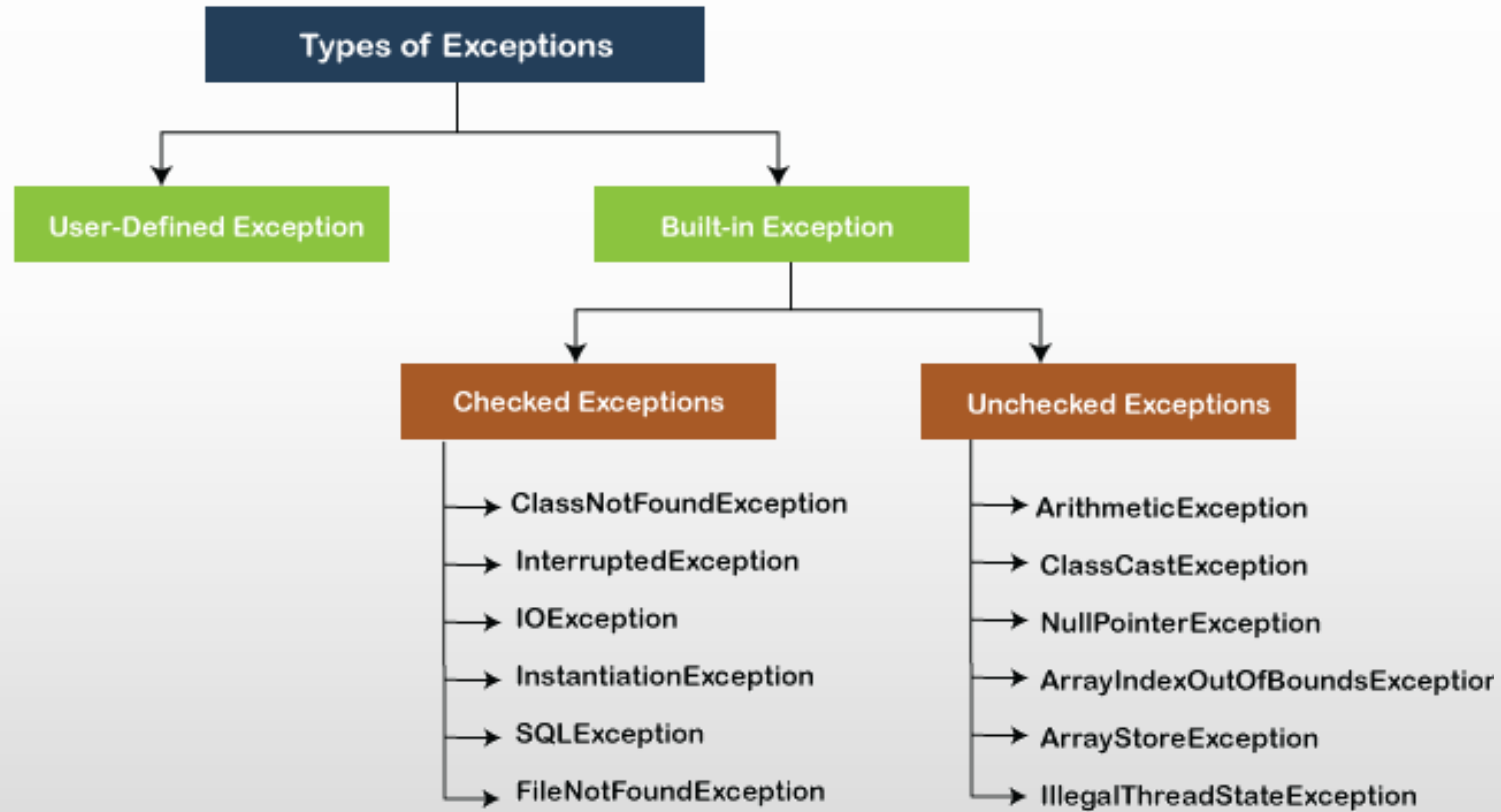 Types of Exceptions
User-Defined Exception
Built-in Exception
Checked Exceptions
Unchecked Exceptions
ClassNotFoundException
InterruptedException
IOException
InstantiationException
SQLException
FileNotFoundException
ArithmeticException
ClassCastException
NullPointerException
ArrayIndexOutOfBoundsException
ArrayStoreException
IllegalThreadStateException